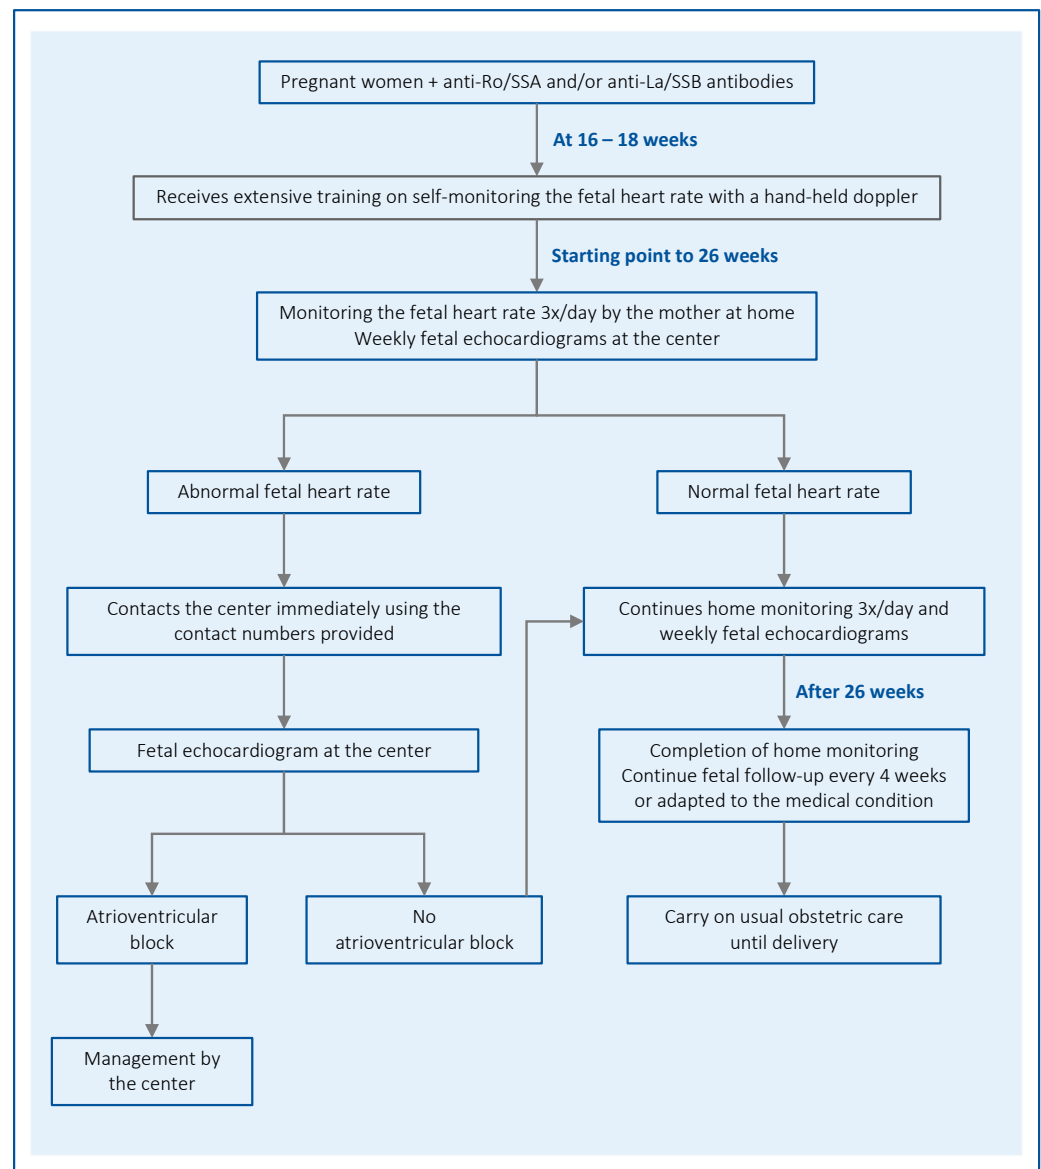 Pregnant women + anti-Ro/SSA and/or anti-La/SSB antibodies
At 16 – 18 weeks
Receives extensive training on self-monitoring the fetal heart rate with a hand-held doppler
Starting point to 26 weeks
Monitoring the fetal heart rate 3x/day by the mother at home
Weekly fetal echocardiograms at the center
Abnormal fetal heart rate
Normal fetal heart rate
Contacts the center immediately using the
contact numbers provided
Continues home monitoring 3x/day and
weekly fetal echocardiograms
After 26 weeks
Fetal echocardiogram at the center
Completion of home monitoring
Continue fetal follow-up every 4 weeks
or adapted to the medical condition
Atrioventricular
block
No
atrioventricular block
Carry on usual obstetric care
until delivery
Management by
the center